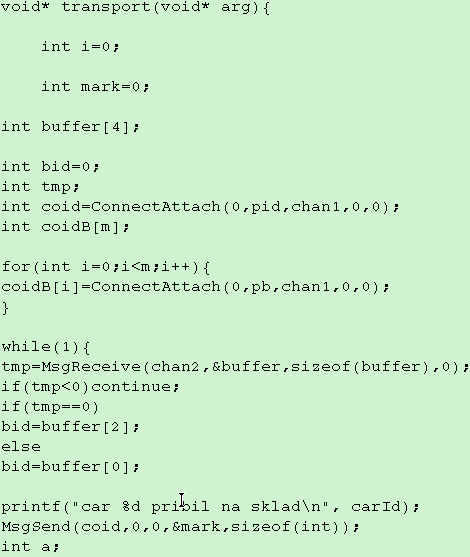 void* transport(void* arg){
int i=0;
int mark=0;
int buffer[4];
int bid=0;
int tmp;
int coid=ConnectAttach(0,pid,chan1,0,0);
int coidB[m];
for(int i=0;i<m;i++){
coidB[i]=ConnectAttach(0,pb,chan1,0,0);
}
while(1){
tmp=MsgReceive(chan2,&buffer,sizeof(buffer),0);
if(tmp<0)continue;
if(tmp==0)
bid=buffer[2];
else
bid=buffer[0];
printf("car %d pribil na sklad\n", carId);
MsgSend(coid,0,0,&mark,sizeof(int));
int a;